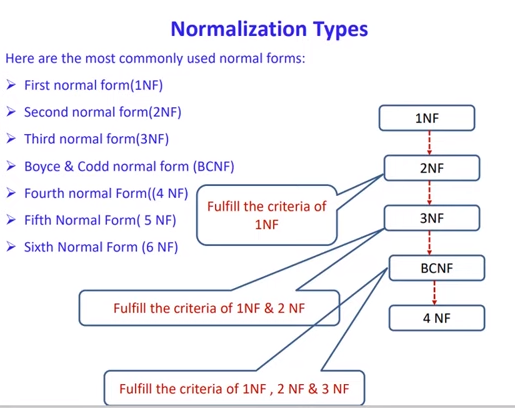 Normalization Types
Here are the most commonly used normal forms:
➢ First normal form(1NF)
➢ Second normal form(2NF)
➢ Third normal form(3NF)
➢ Boyce & Codd normal form (BCNF)
➢ Fourth normal Form((4 NF)
➢ Fifth Normal Form( 5 NF)
➢ Sixth Normal Form (6 NF)
1NF
2NF
Fulfill the criteria of
1NF
3NF
BCNF
Fulfill the criteria of 1NF & 2 NF
4 NF
Fulfill the criteria of 1NF , 2 NF & 3 NF